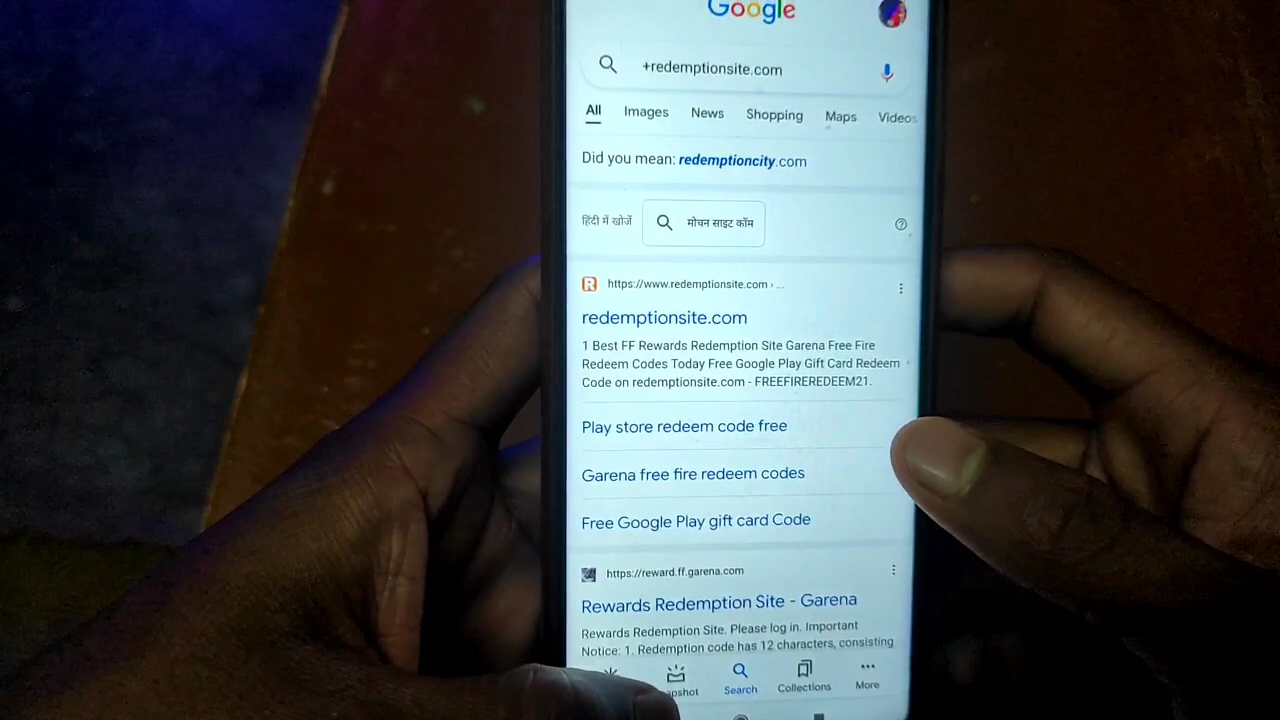 Google
+redemptionsite.com
All Images News Shopping Maps Videos
Did you mean: redemptioncity.com
हिंदी में खोजें मोचन साइट कॉम
https://www.redemptionsite.com › ...
redemptionsite.com
1 Best FF Rewards Redemption Site Garena Free Fire
Redeem Codes Today Free Google Play Gift Card Redeem
Code on redemptionsite.com - FREEFIREREDEEM21.
Play store redeem code free
Garena free fire redeem codes
Free Google Play gift card Code
https://reward.ff.garena.com
Rewards Redemption Site - Garena
Rewards Redemption Site. Please log in. Important
Notice: 1. Redemption code has 12 characters, consisting
pshot Search Collections More